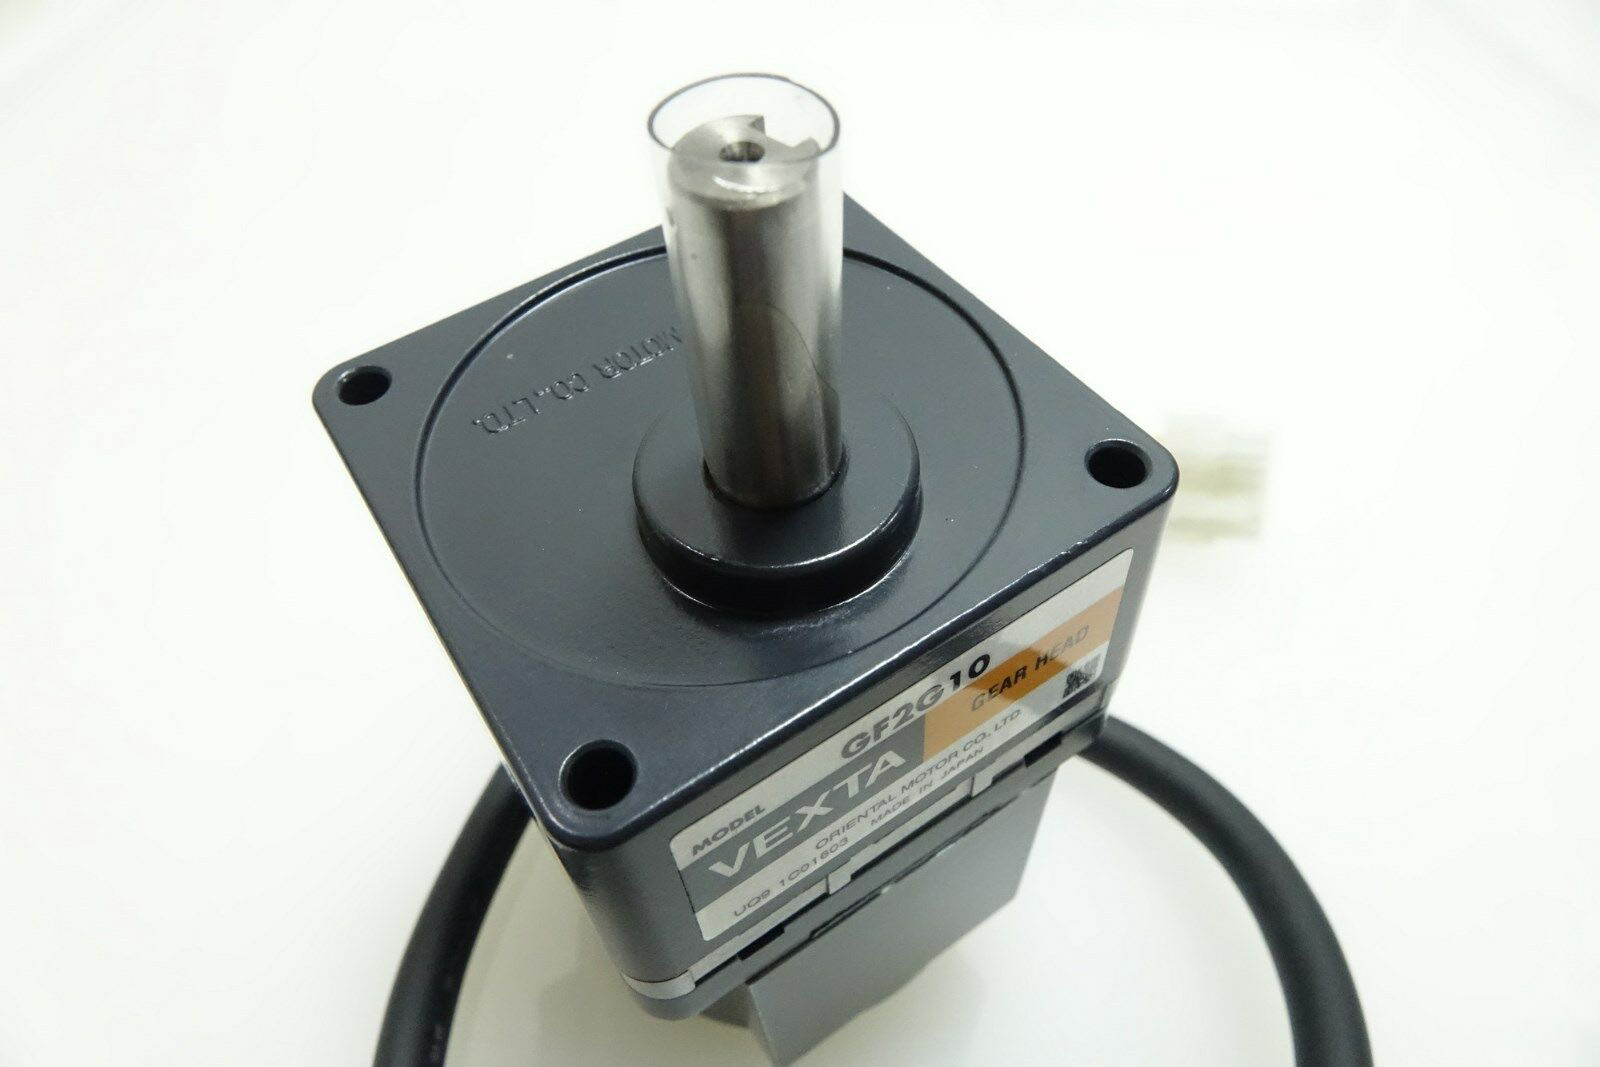 MOTOR CO., LTD.
MODEL GF2G10
VEXTA GEAR HEAD
ORIENTAL MOTOR CO., LTD.
UQ9 1C01603 MADE IN JAPAN